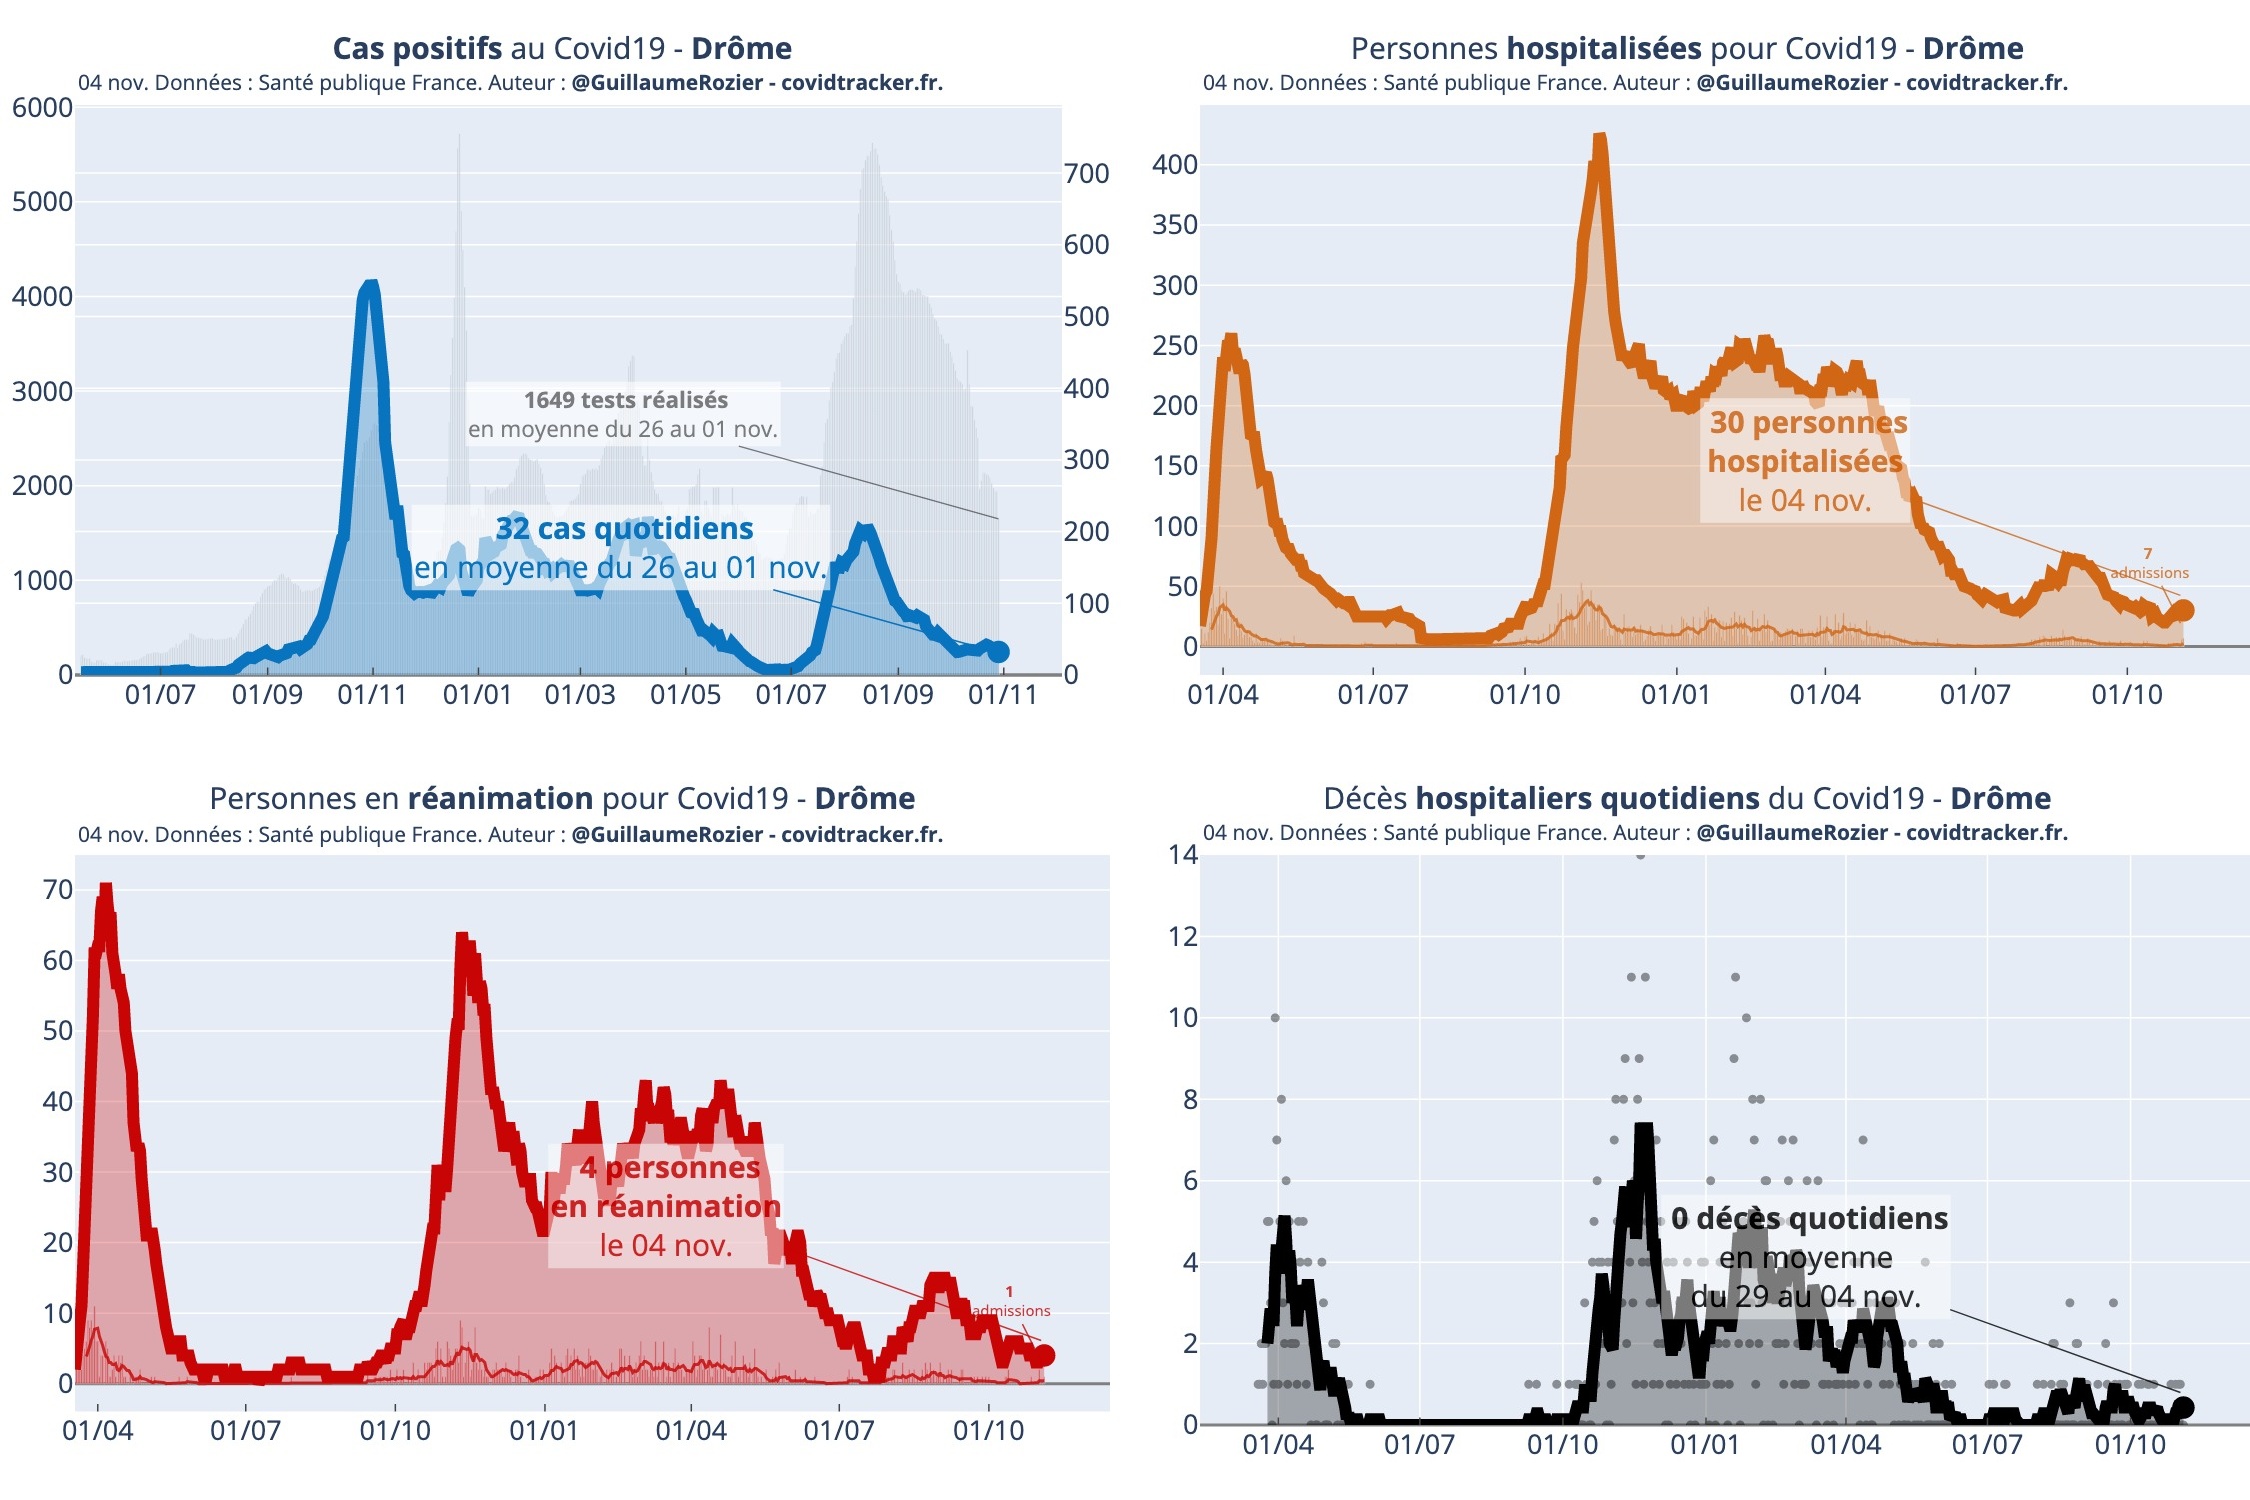 Cas positifs au Covid19 - Drôme
04 nov. Données : Santé publique France. Auteur : @GuillaumeRozier - covidtracker.fr.
6000
5000
4000
3000
2000
1000
0
700
600
500
400
300
200
100
0
1649 tests réalisés
en moyenne du 26 au 01 nov.
32 cas quotidiens
en moyenne du 26 au 01 nov.
01/07 01/09 01/11 01/01 01/03 01/05 01/07 01/09 01/11
Personnes hospitalisées pour Covid19 - Drôme
04 nov. Données : Santé publique France. Auteur : @GuillaumeRozier - covidtracker.fr.
400
350
300
250
200
150
100
50
0
30 personnes
hospitalisées
le 04 nov.
7
admissions
01/04 01/07 01/10 01/01 01/04 01/07 01/10
Personnes en réanimation pour Covid19 - Drôme
04 nov. Données : Santé publique France. Auteur : @GuillaumeRozier - covidtracker.fr.
70
60
50
40
30
20
10
0
4 personnes
en réanimation
le 04 nov.
1
admissions
01/04 01/07 01/10 01/01 01/04 01/07 01/10
Décès hospitaliers quotidiens du Covid19 - Drôme
04 nov. Données : Santé publique France. Auteur : @GuillaumeRozier - covidtracker.fr.
14
12
10
8
6
4
2
0
0 décès quotidiens
en moyenne
du 29 au 04 nov.
01/04 01/07 01/10 01/01 01/04 01/07 01/10